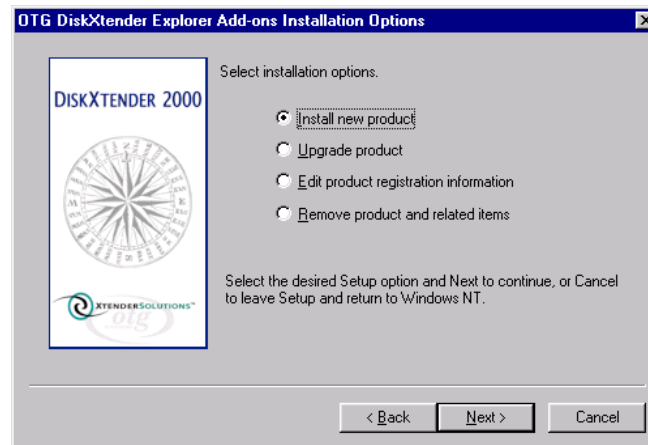 OTG DiskXtender Explorer Add-ons Installation Options
Select installation options.
DISKXTENDER 2000
Install new product
Upgrade product
Edit product registration information
Remove product and related items
Select the desired Setup option and Next to continue, or Cancel
to leave Setup and return to Windows NT.
XTENDERSOLUTIONS™
otg
< Back
Next >
Cancel